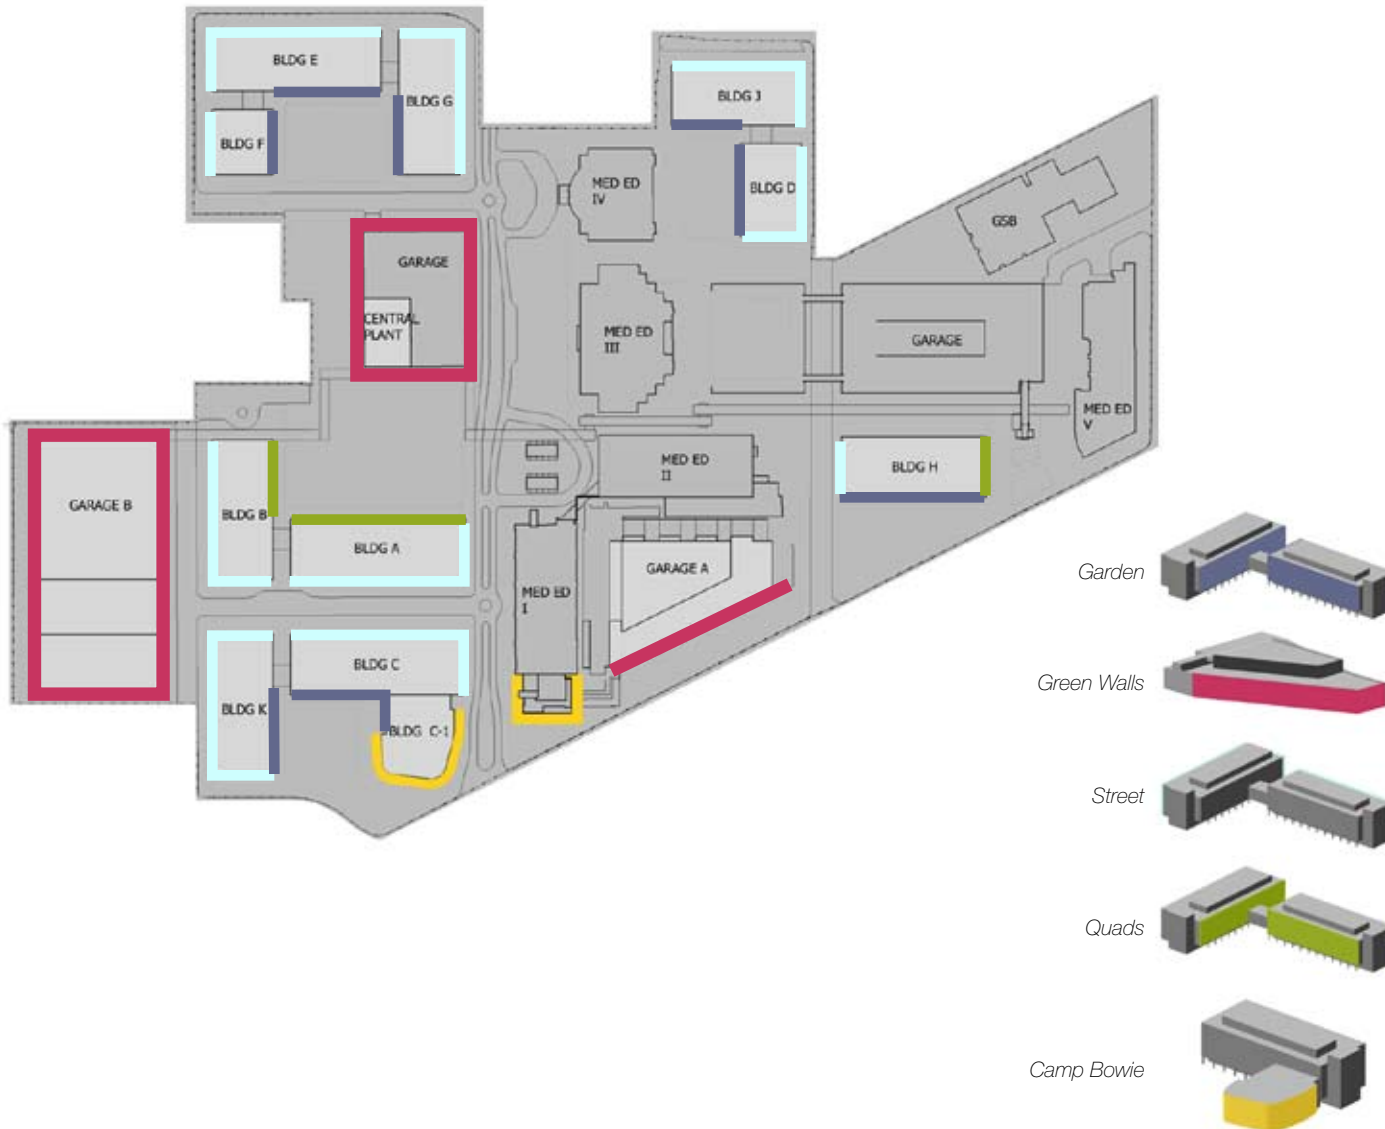 BLDG E
BLDG G
BLDG F
BLDG J
BLDG D
MED ED
IV
GSB
GARAGE
CENTRAL
PLANT
MED ED
III
GARAGE
MED ED
V
GARAGE B
BLDG B
BLDG A
MED ED
II
BLDG H
MED ED
I
GARAGE A
BLDG K
BLDG C
BLDG C-1
Garden
Green Walls
Street
Quads
Camp Bowie